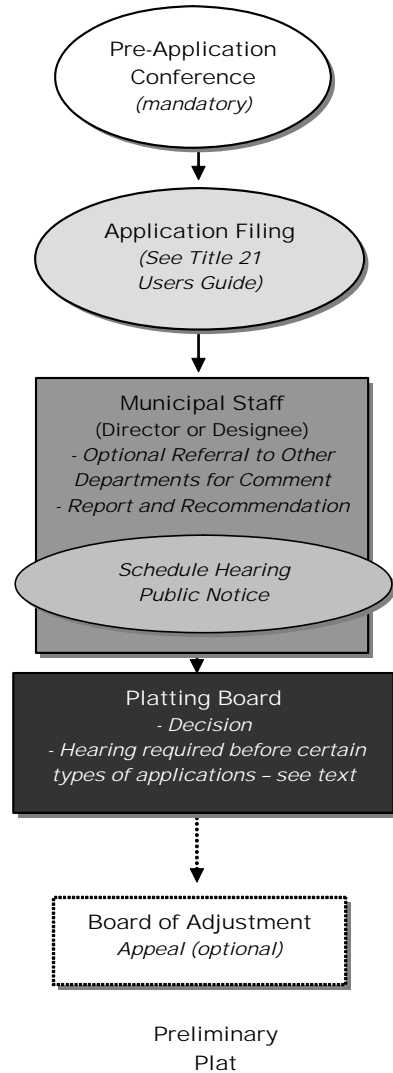 Pre-Application
Conference
(mandatory)
Application Filing
(See Title 21
Users Guide)
Municipal Staff
(Director or Designee)
- Optional Referral to Other
Departments for Comment
- Report and Recommendation
Schedule Hearing
Public Notice
Platting Board
- Decision
- Hearing required before certain
types of applications – see text
Board of Adjustment
Appeal (optional)
Preliminary
Plat